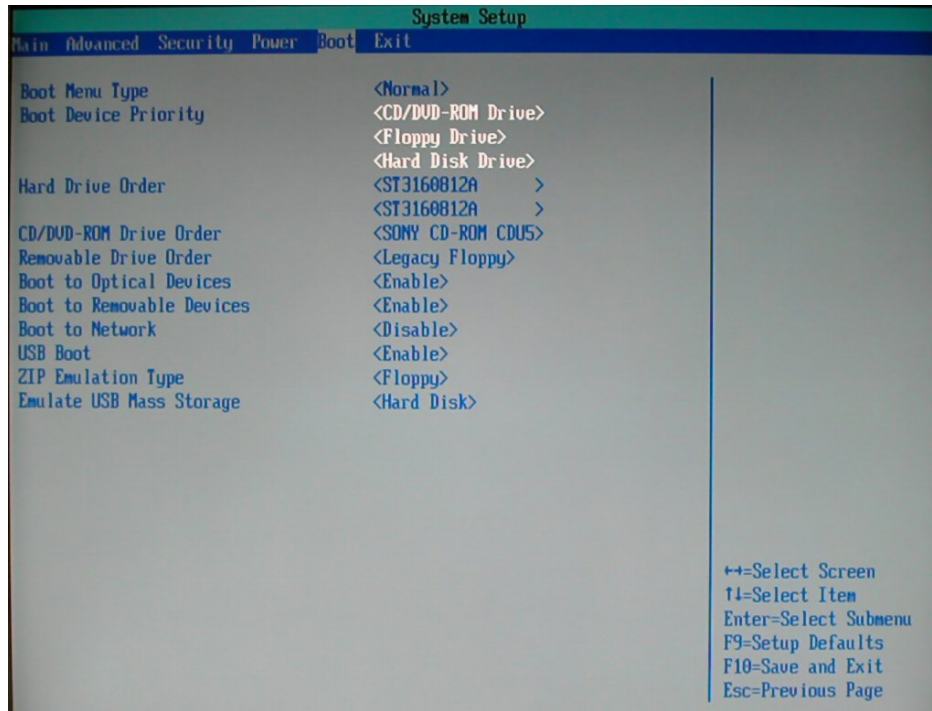 System Setup
Main Advanced Security Power Boot Exit
Boot Menu Type <Normal>
Boot Device Priority <CD/DVD-ROM Drive>
<Floppy Drive>
<Hard Disk Drive>
Hard Drive Order <ST3160812A >
<ST3160812A >
CD/DVD-ROM Drive Order <SONY CD-ROM CDU5>
Removable Drive Order <Legacy Floppy>
Boot to Optical Devices <Enable>
Boot to Removable Devices <Enable>
Boot to Network <Disable>
USB Boot <Enable>
ZIP Emulation Type <Floppy>
Emulate USB Mass Storage <Hard Disk>
←→=Select Screen
↑↓=Select Item
Enter=Select Submenu
F9=Setup Defaults
F10=Save and Exit
Esc=Previous Page